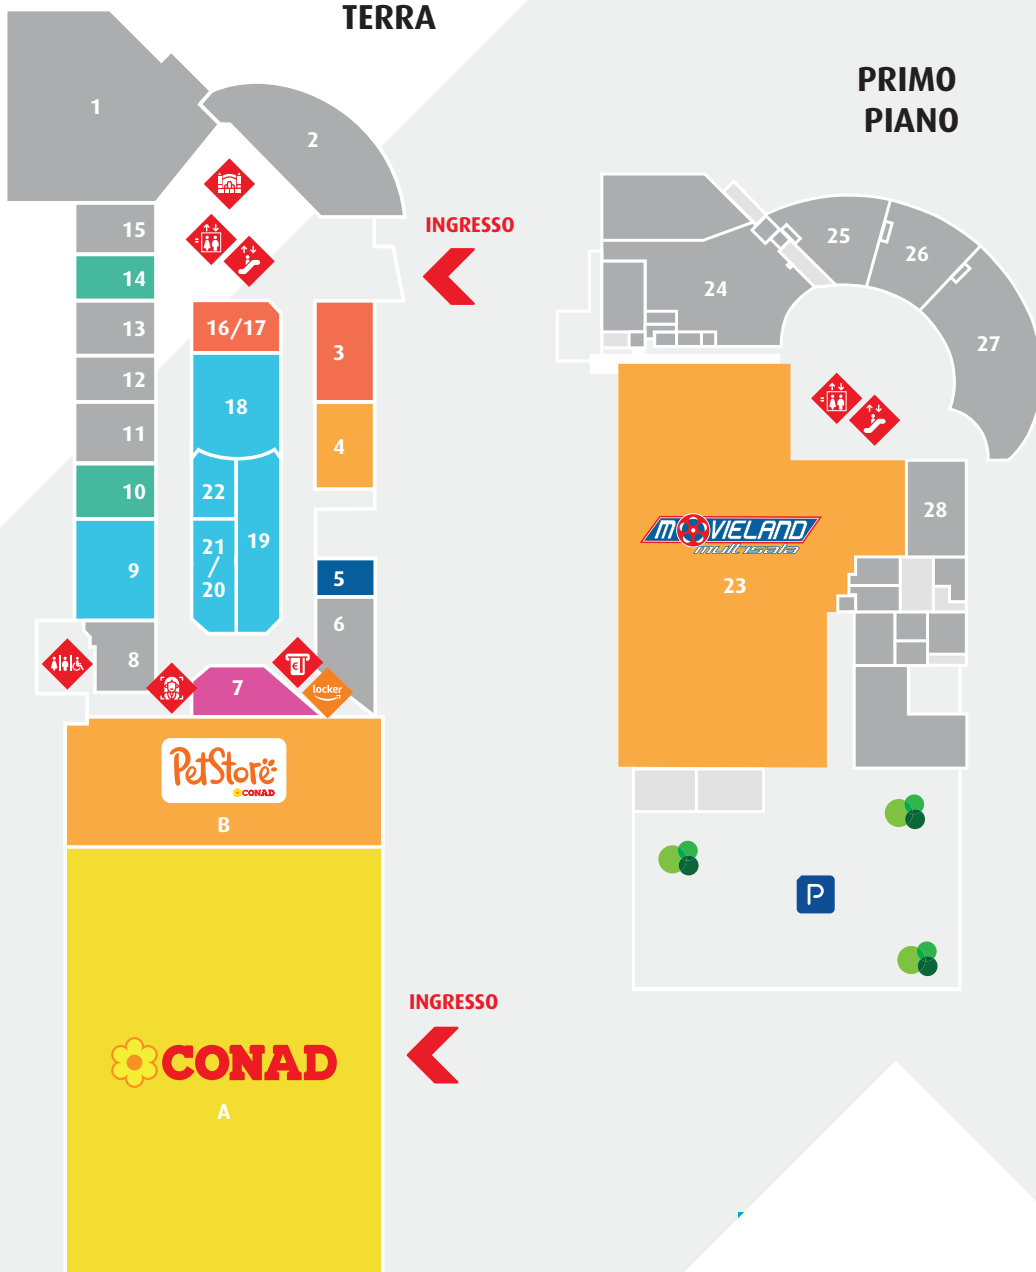 TERRA
PRIMO
PIANO
1
2
INGRESSO
15
14
13
12
11
10
9
8
16/17
18
22
19
21
/
20
3
4
5
6
7
€
locker
PetStore
CONAD
B
INGRESSO
CONAD
A
24
25
26
27
28
MOVIELAND
multisala
23
P